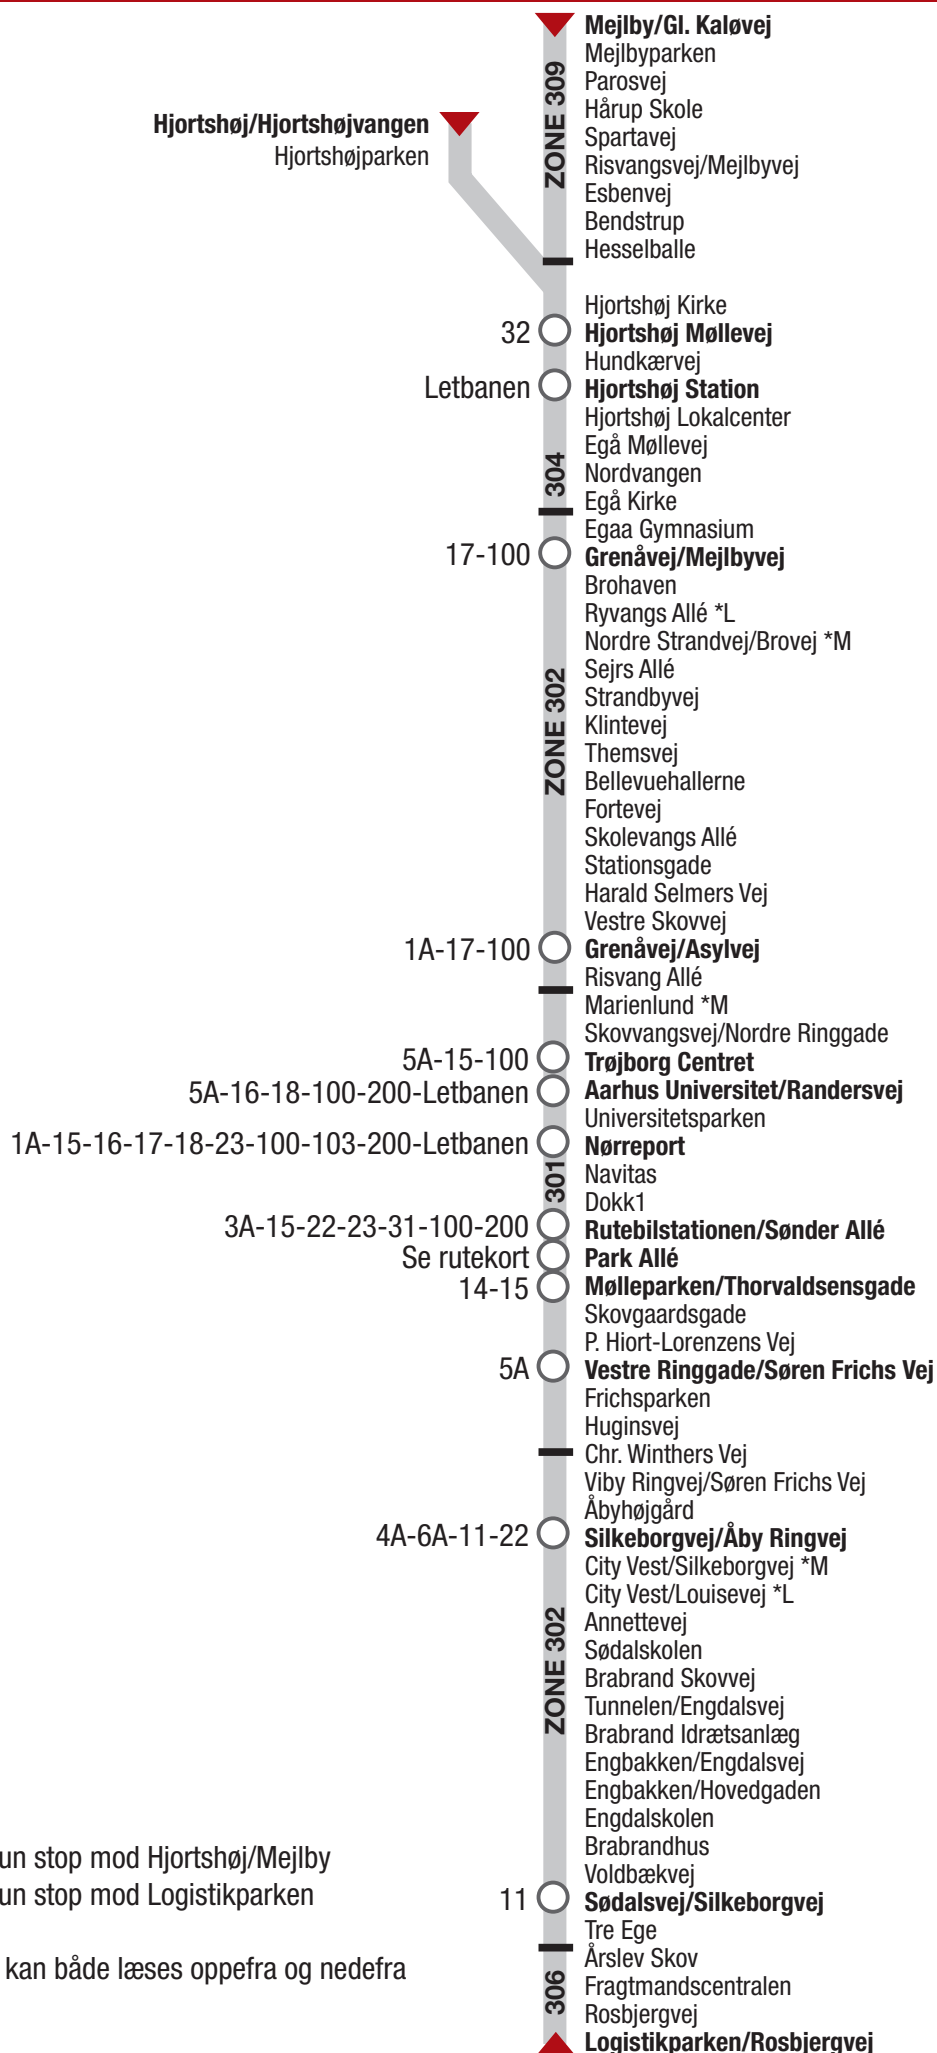 Mejlby/Gl. Kaløvej
Mejlbyparken
Parosvej
Hårup Skole
Spartavej
Risvangsvej/Mejlbyvej
Esbenvej
Bendstrup
Hesselballe
ZONE 309
Hjortshøj/Hjortshøjvangen
Hjortshøjparken
Hjortshøj Kirke
32 Hjortshøj Møllevej
Hundkærvej
Letbanen Hjortshøj Station
Hjortshøj Lokalcenter
Egå Møllevej
Nordvangen
Egå Kirke
304
Egaa Gymnasium
17-100 Grenåvej/Mejlbyvej
Brohaven
Ryvangs Allé *L
Nordre Strandvej/Brovej *M
Sejrs Allé
Strandbyvej
Klintevej
Themsvej
Bellevuehallerne
Fortevej
Skolevangs Allé
Stationsgade
Harald Selmers Vej
Vestre Skovvej
ZONE 302
1A-17-100 Grenåvej/Asylvej
Risvang Allé
Marienlund *M
Skovvangsvej/Nordre Ringgade
5A-15-100 Trøjborg Centret
5A-16-18-100-200-Letbanen Aarhus Universitet/Randersvej
Universitetsparken
1A-15-16-17-18-23-100-103-200-Letbanen Nørreport
Navitas
Dokk1
301
3A-15-22-23-31-100-200 Rutebilstationen/Sønder Allé
Se rutekort Park Allé
14-15 Mølleparken/Thorvaldsensgade
Skovgaardsgade
P. Hiort-Lorenzens Vej
5A Vestre Ringgade/Søren Frichs Vej
Frichsparken
Huginsvej
Chr. Winthers Vej
Viby Ringvej/Søren Frichs Vej
Åbyhøjgård
4A-6A-11-22 Silkeborgvej/Åby Ringvej
City Vest/Silkeborgvej *M
City Vest/Louisevej *L
Annettevej
Sødalskolen
Brabrand Skovvej
Tunnelen/Engdalsvej
Brabrand Idrætsanlæg
Engbakken/Engdalsvej
Engbakken/Hovedgaden
Engdalskolen
Brabrandhus
Voldbækvej
ZONE 302
11 Sødalsvej/Silkeborgvej
Tre Ege
Årslev Skov
Fragtmandscentralen
Rosbjergvej
306
Logistikparken/Rosbjergvej
un stop mod Hjortshøj/Mejlby
un stop mod Logistikparken
kan både læses oppefra og nedefra